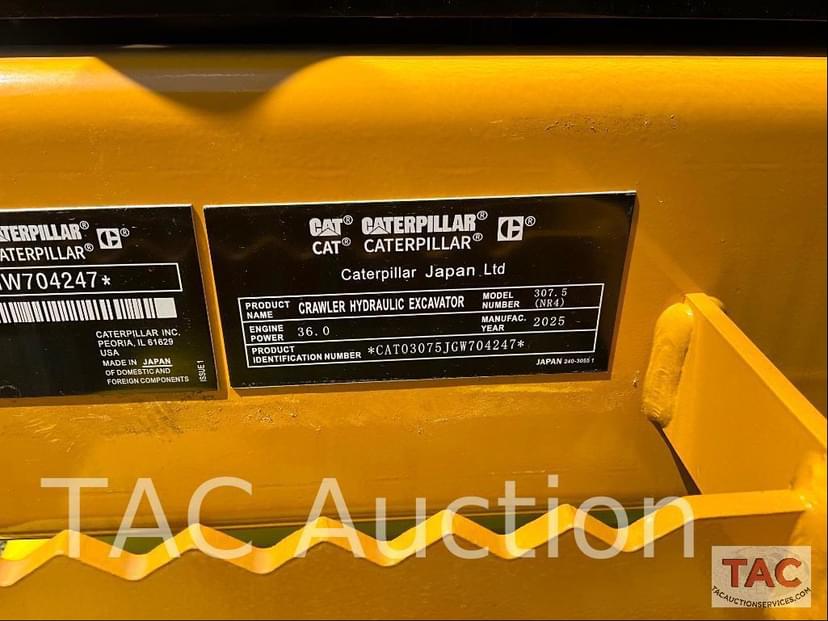 TERPILLAR® C®
ATERPILLAR®
W704247*
CATERPILLAR INC.
PEORIA, IL 61629
USA
MADE IN JAPAN
OF DOMESTIC AND
FOREIGN COMPONENTS
ISSUE 1
CAT® CATERPILLAR® C®
CAT® CATERPILLAR®
Caterpillar Japan Ltd
PRODUCT NAME CRAWLER HYDRAULIC EXCAVATOR MODEL NUMBER 307.5 (NR4)
ENGINE POWER 36.0 MANUFAC. YEAR 2025
PRODUCT IDENTIFICATION NUMBER *CAT03075JGW704247*
JAPAN 240-3055 1
TAC Auction
TAC
TACAUCTIONSERVICES.COM